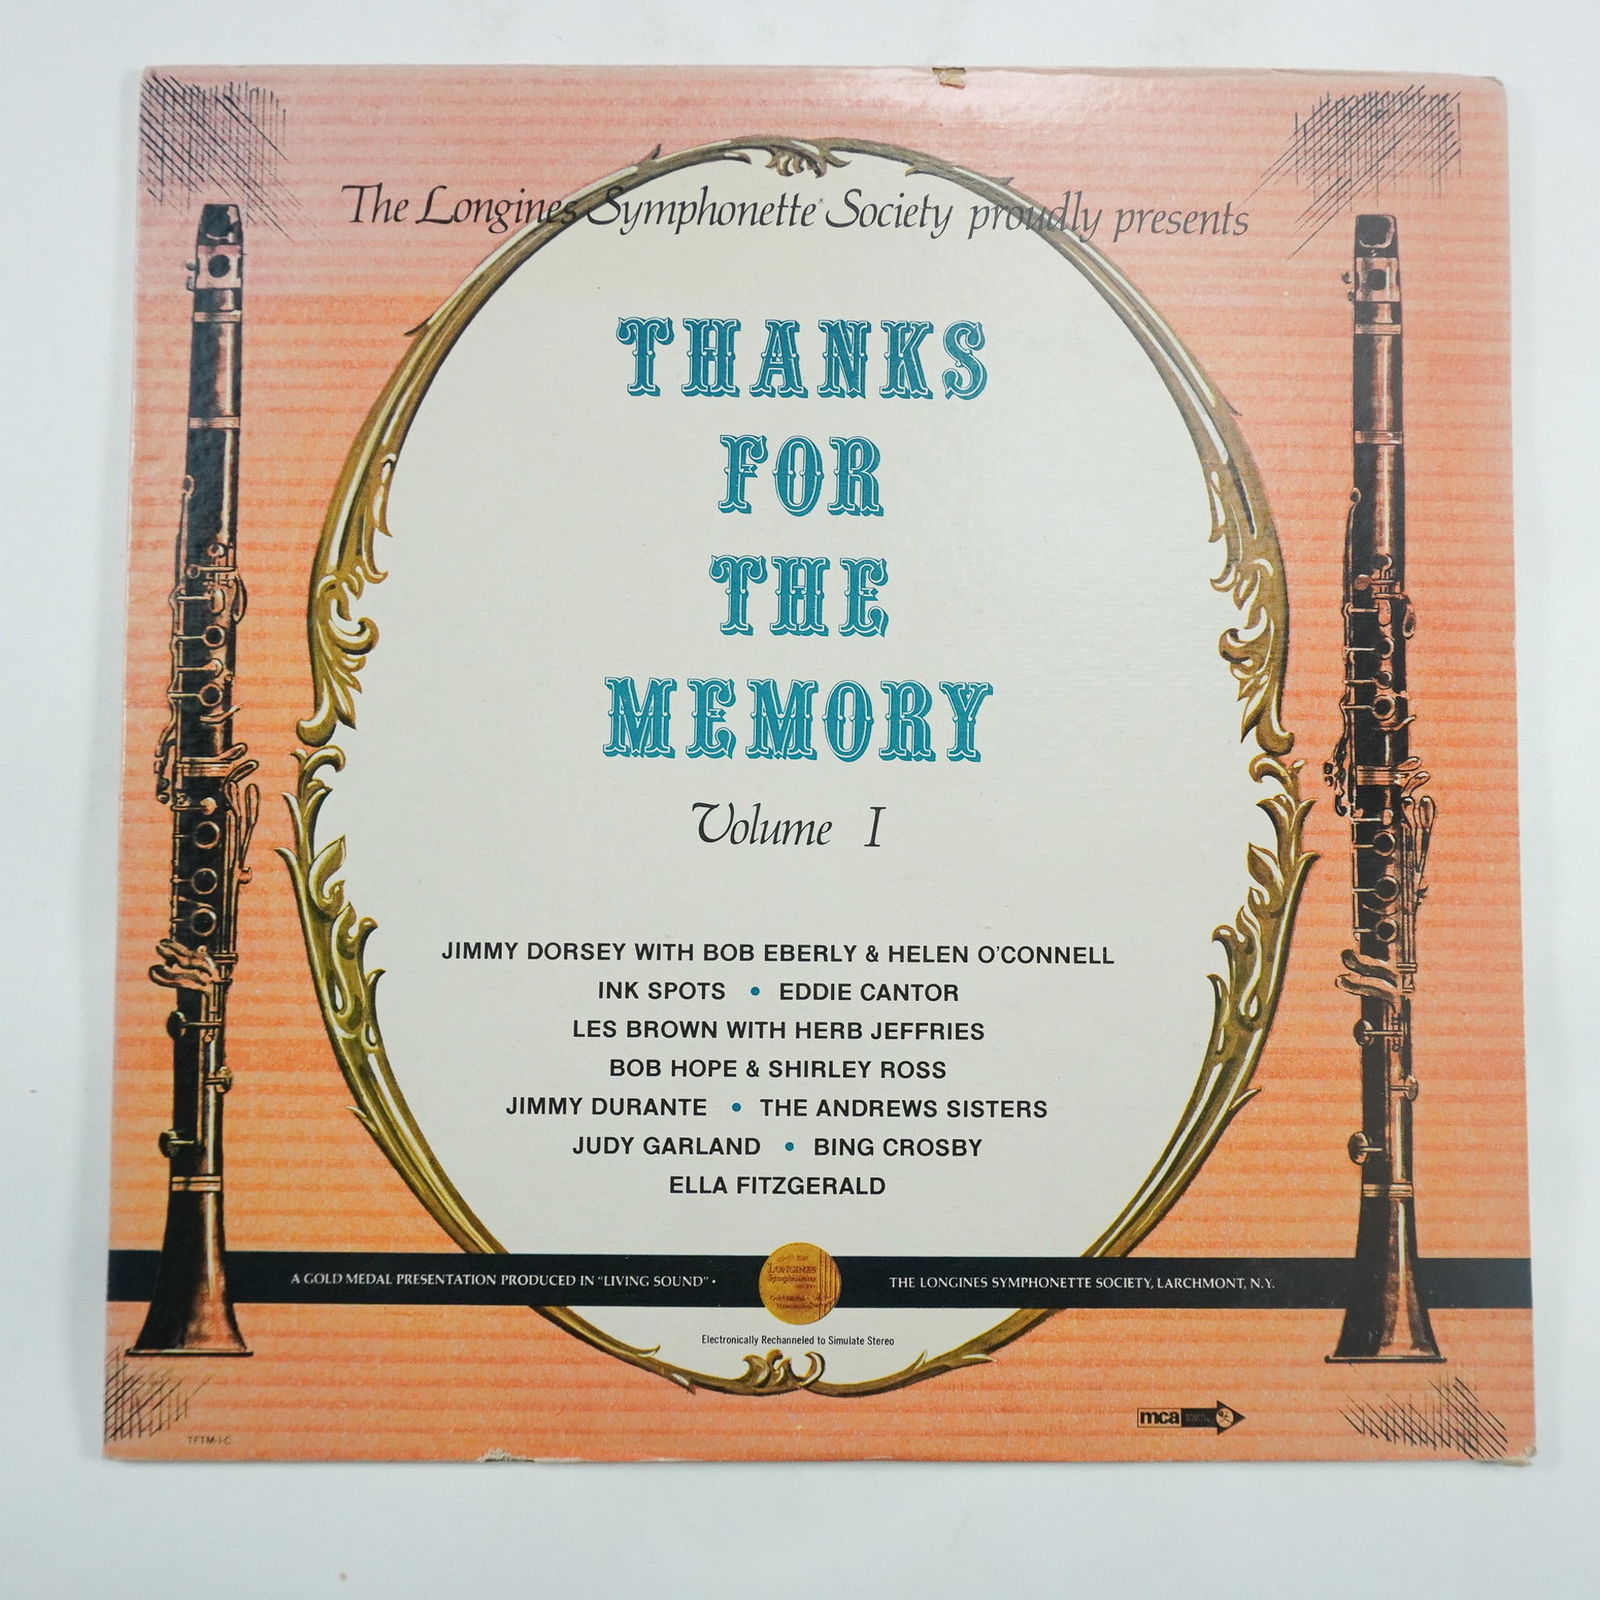 The Longines Symphonette Society proudly presents
THANKS
FOR
THE
MEMORY
Volume I
JIMMY DORSEY WITH BOB EBERLY & HELEN O'CONNELL
INK SPOTS • EDDIE CANTOR
LES BROWN WITH HERB JEFFRIES
BOB HOPE & SHIRLEY ROSS
JIMMY DURANTE • THE ANDREWS SISTERS
JUDY GARLAND • BING CROSBY
ELLA FITZGERALD
A GOLD MEDAL PRESENTATION PRODUCED IN "LIVING SOUND" •
LONGINES
Symphonette
THE LONGINES SYMPHONETTE SOCIETY, LARCHMONT, N.Y.
Electronically Rechanneled to Simulate Stereo
mca
TFTM-I-C